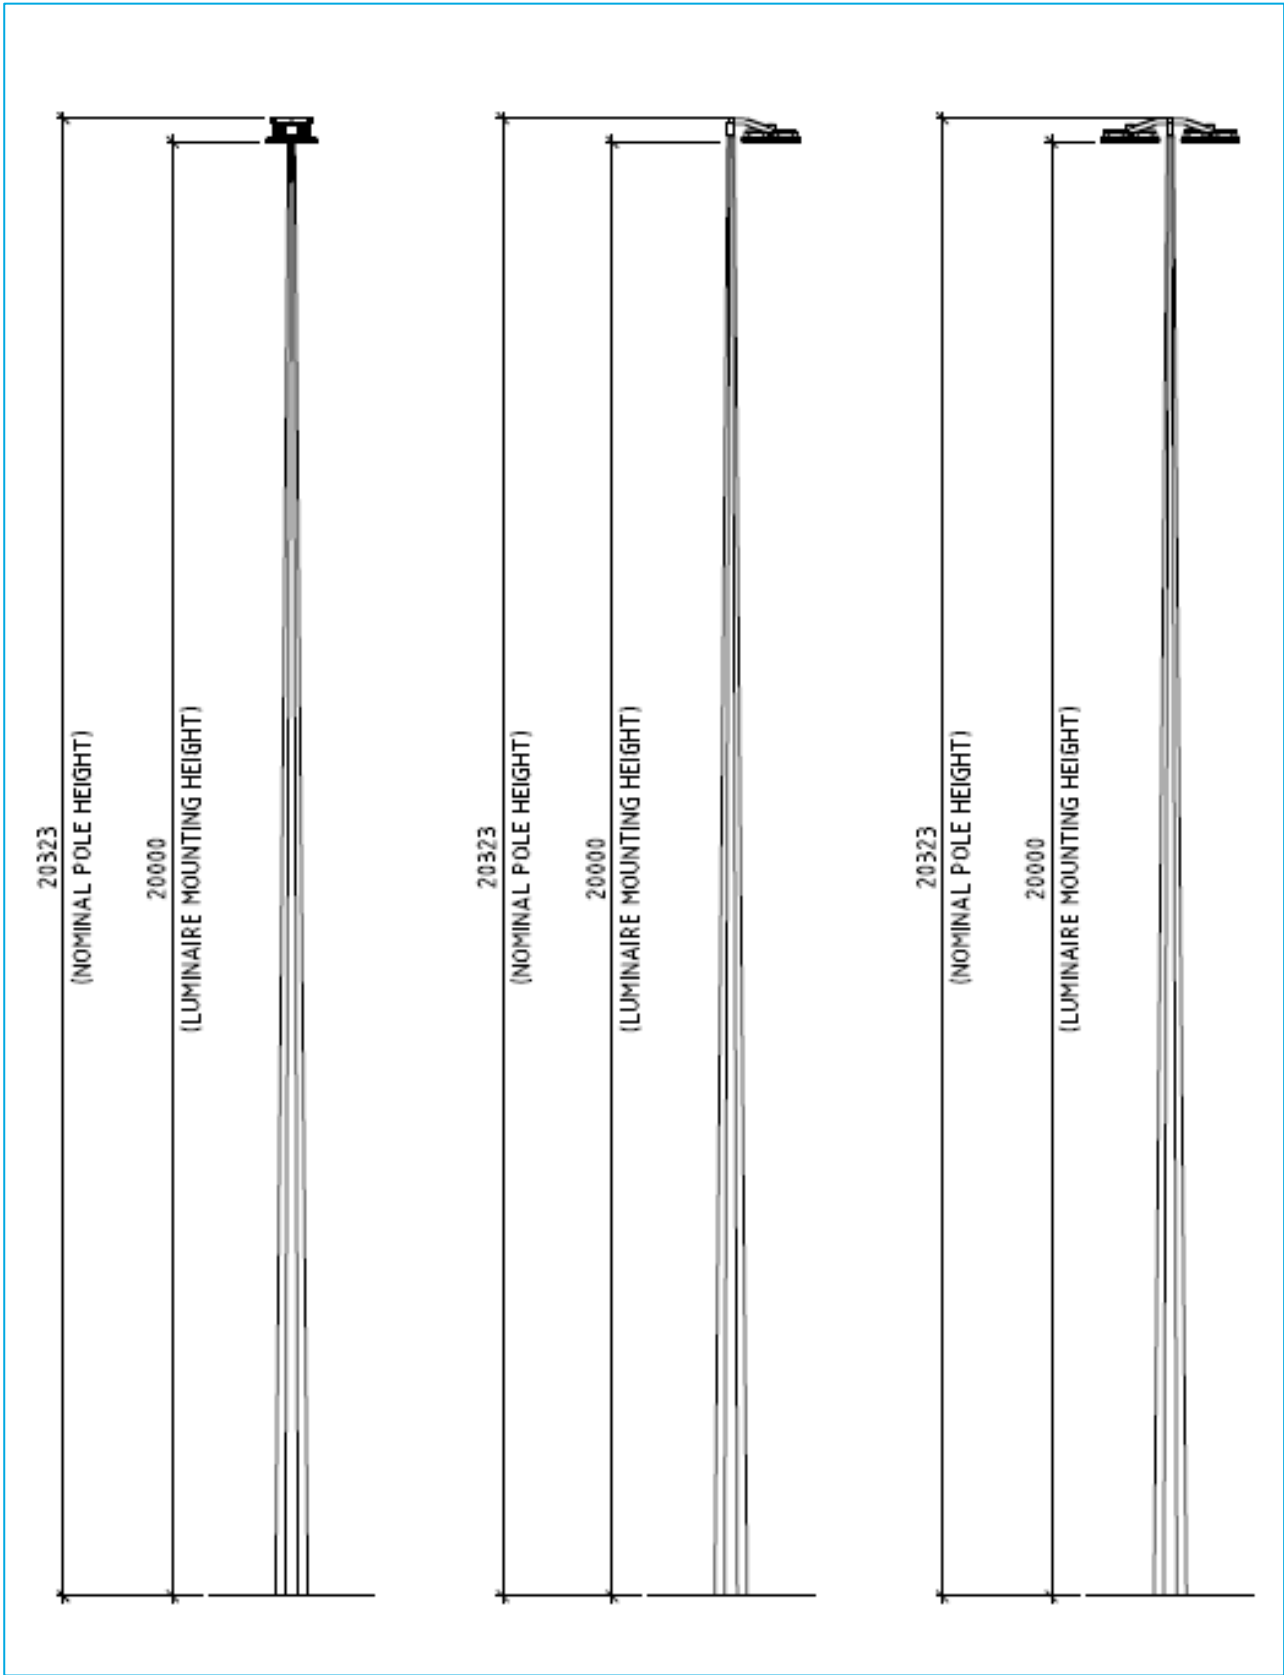 20323
(NOMINAL POLE HEIGHT)
20000
(LUMINAIRE MOUNTING HEIGHT)
20323
(NOMINAL POLE HEIGHT)
20000
(LUMINAIRE MOUNTING HEIGHT)
20323
(NOMINAL POLE HEIGHT)
20000
(LUMINAIRE MOUNTING HEIGHT)